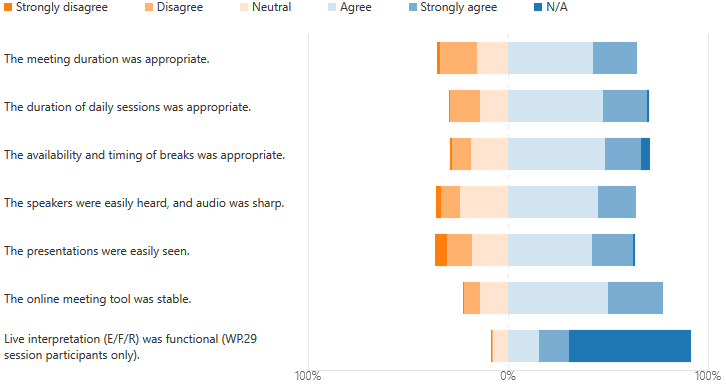 Strongly disagree Disagree Neutral Agree Strongly agree N/A
The meeting duration was appropriate.
The duration of daily sessions was appropriate.
The availability and timing of breaks was appropriate.
The speakers were easily heard, and audio was sharp.
The presentations were easily seen.
The online meeting tool was stable.
Live interpretation (E/F/R) was functional (WP.29
session participants only).
100% 0% 100%